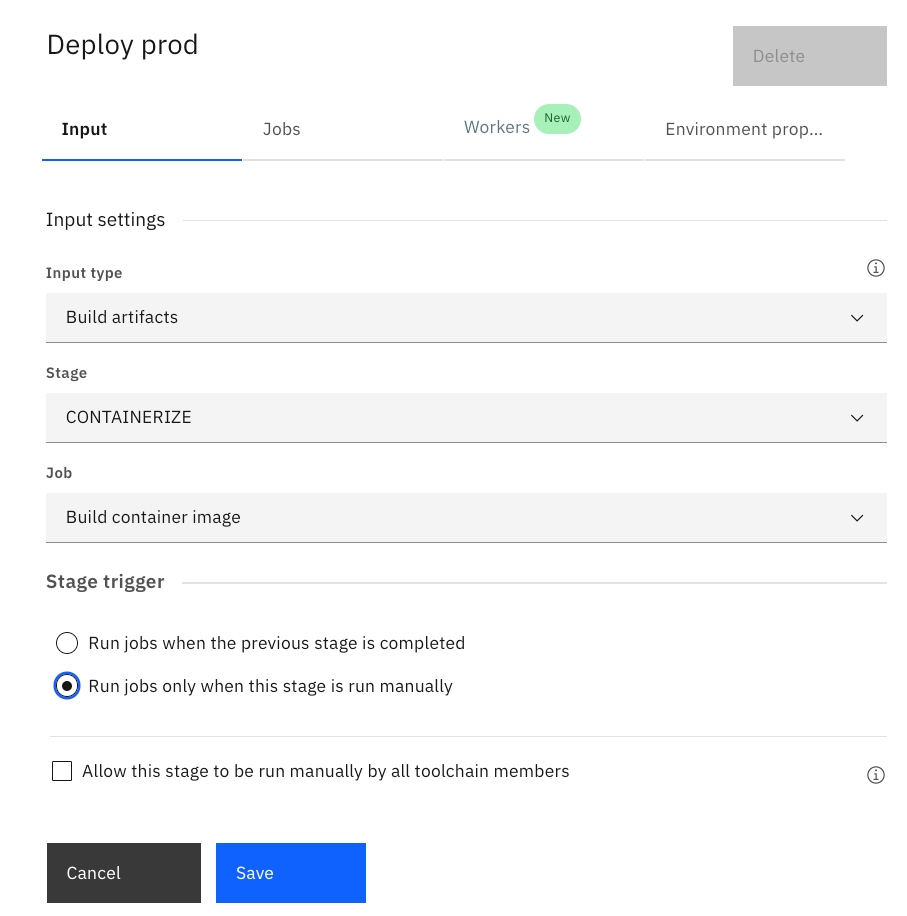 Deploy prod
Delete
Input
Jobs
Workers
New
Environment prop...
Input settings
Input type
Build artifacts
Stage
CONTAINERIZE
Job
Build container image
Stage trigger
Run jobs when the previous stage is completed
Run jobs only when this stage is run manually
Allow this stage to be run manually by all toolchain members
Cancel
Save